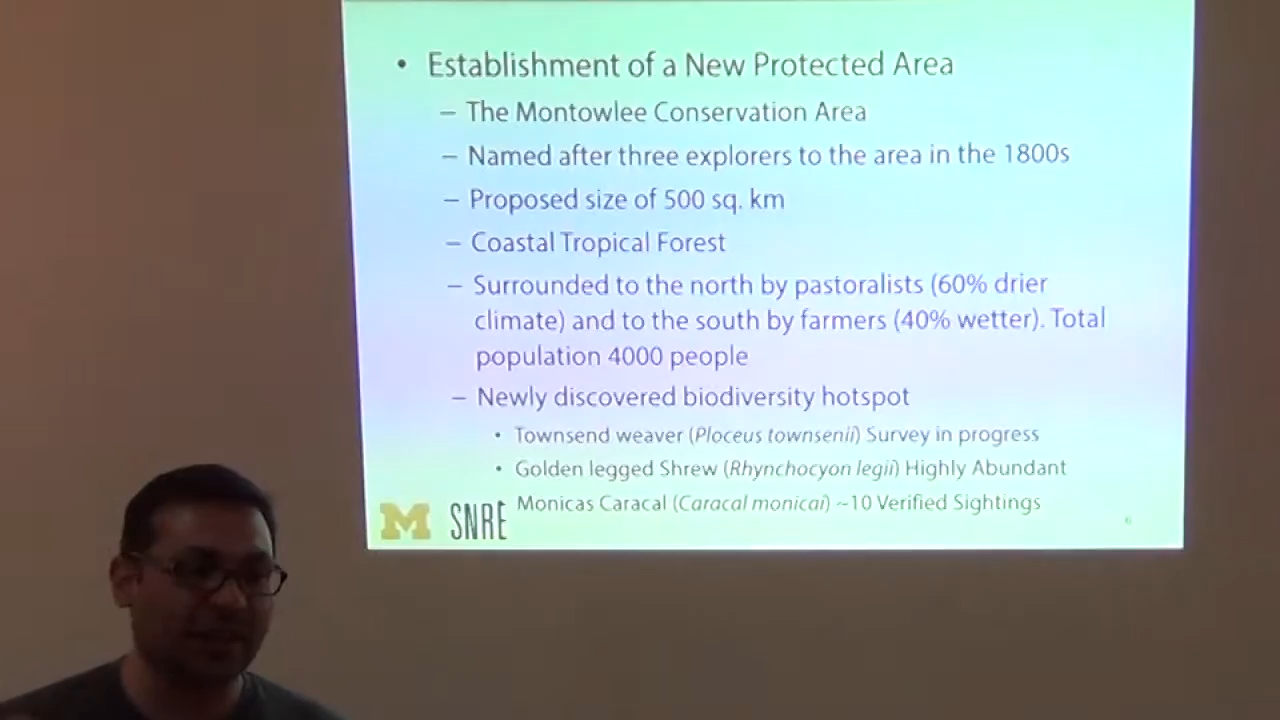 • Establishment of a New Protected Area
– The Montowlee Conservation Area
– Named after three explorers to the area in the 1800s
– Proposed size of 500 sq. km
– Coastal Tropical Forest
– Surrounded to the north by pastoralists (60% drier
climate) and to the south by farmers (40% wetter). Total
population 4000 people
– Newly discovered biodiversity hotspot
• Townsend weaver (Ploceus townsenii) Survey in progress
• Golden legged Shrew (Rhynchocyon legii) Highly Abundant
Monicas Caracal (Caracal monicai) ~10 Verified Sightings
M SNRE
6